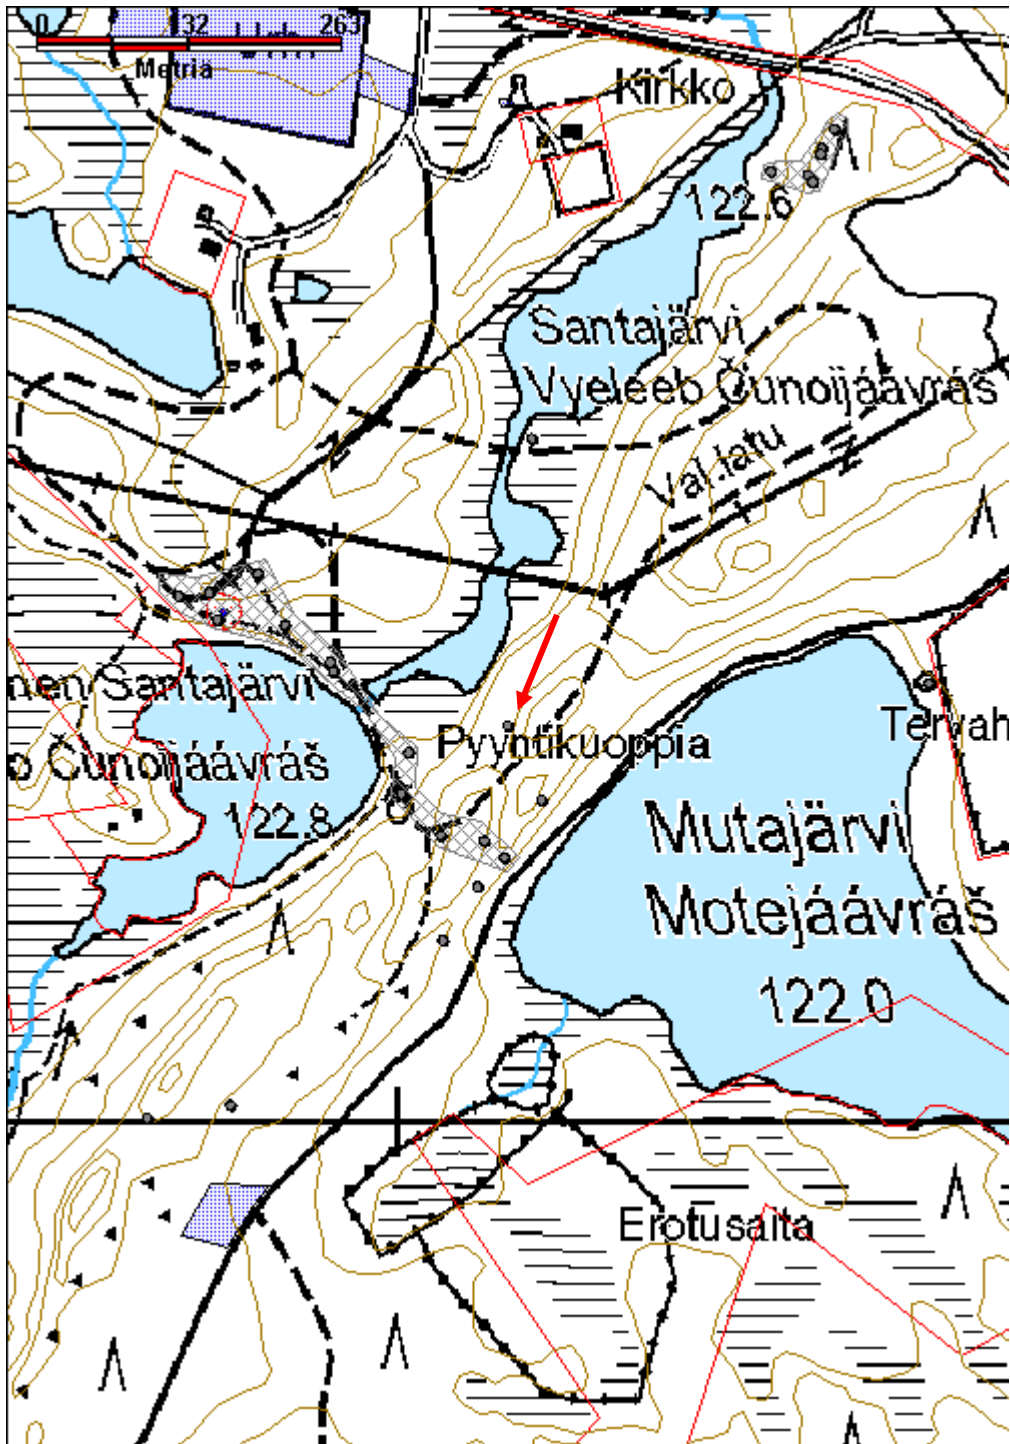 0 132 263
Urh
Metriä
Kirkko
122.6
Santajärvi
Vyeleeb Čunoijáávráš
Val.latu
nen Santajärvi
o Čunoijáávráš
122.8
Pyyntikuoppia
Tervah
Mutajärvi
Motejáávráš
122.0
Erotusaita